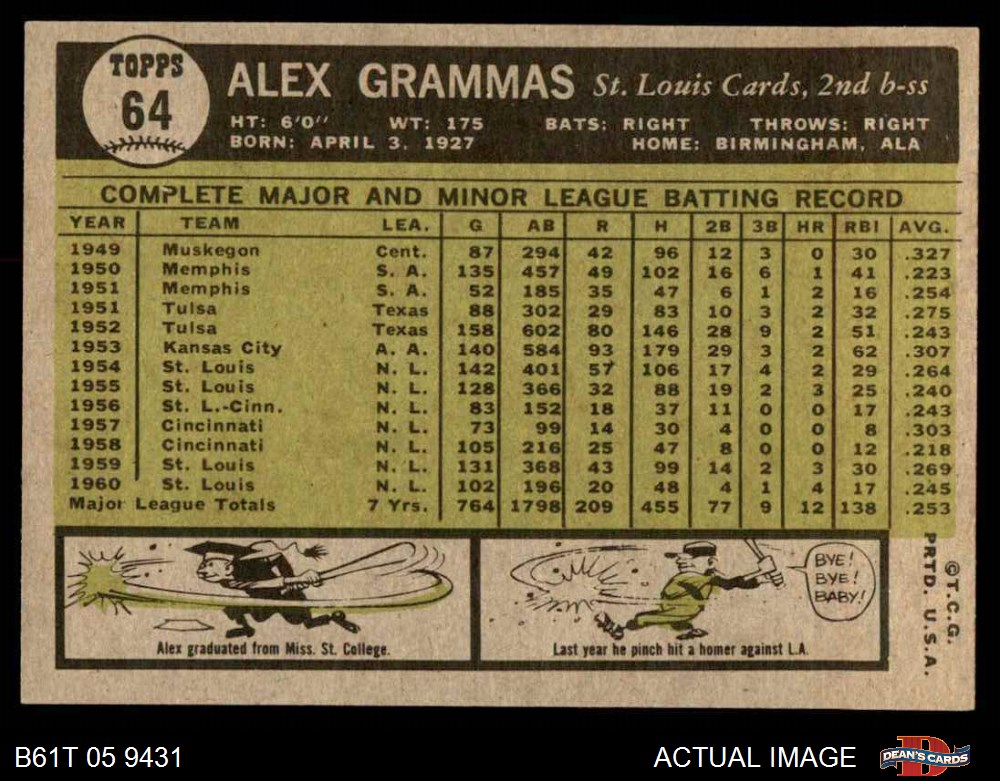 TOPPS
64
ALEX GRAMMAS St. Louis Cards, 2nd b-ss
HT: 6'0" WT: 175 BATS: RIGHT THROWS: RIGHT
BORN: APRIL 3, 1927 HOME: BIRMINGHAM, ALA
COMPLETE MAJOR AND MINOR LEAGUE BATTING RECORD
YEAR TEAM LEA. G AB R H 2B 3B HR RBI AVG.
1949 Muskegon Cent. 87 294 42 96 12 3 0 30 .327
1950 Memphis S. A. 135 457 49 102 16 6 1 41 .223
1951 Memphis S. A. 52 185 35 47 6 1 2 16 .254
1951 Tulsa Texas 88 302 29 83 10 3 2 32 .275
1952 Tulsa Texas 158 602 80 146 28 9 2 51 .243
1953 Kansas City A. A. 140 584 93 179 29 3 2 62 .307
1954 St. Louis N. L. 142 401 57 106 17 4 2 29 .264
1955 St. Louis N. L. 128 366 32 88 19 2 3 25 .240
1956 St. L.-Cinn. N. L. 83 152 18 37 11 0 0 17 .243
1957 Cincinnati N. L. 73 99 14 30 4 0 0 8 .303
1958 Cincinnati N. L. 105 216 25 47 8 0 0 12 .218
1959 St. Louis N. L. 131 368 43 99 14 2 3 30 .269
1960 St. Louis N. L. 102 196 20 48 4 1 4 17 .245
Major League Totals 7 Yrs. 764 1798 209 455 77 9 12 138 .253
Alex graduated from Miss. St. College.
BYE!
BYE!
BABY!
Last year he pinch hit a homer against L.A.
©T.C.G.
PRTD. U.S.A.
B61T 05 9431
ACTUAL IMAGE
DEAN'S CARDS